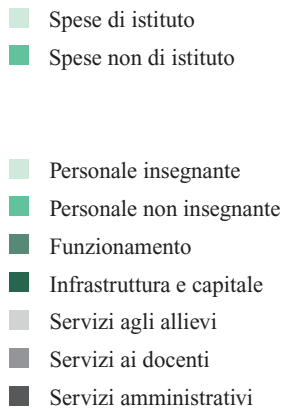 Spese di istituto
Spese non di istituto
Personale insegnante
Personale non insegnante
Funzionamento
Infrastruttura e capitale
Servizi agli allievi
Servizi ai docenti
Servizi amministrativi